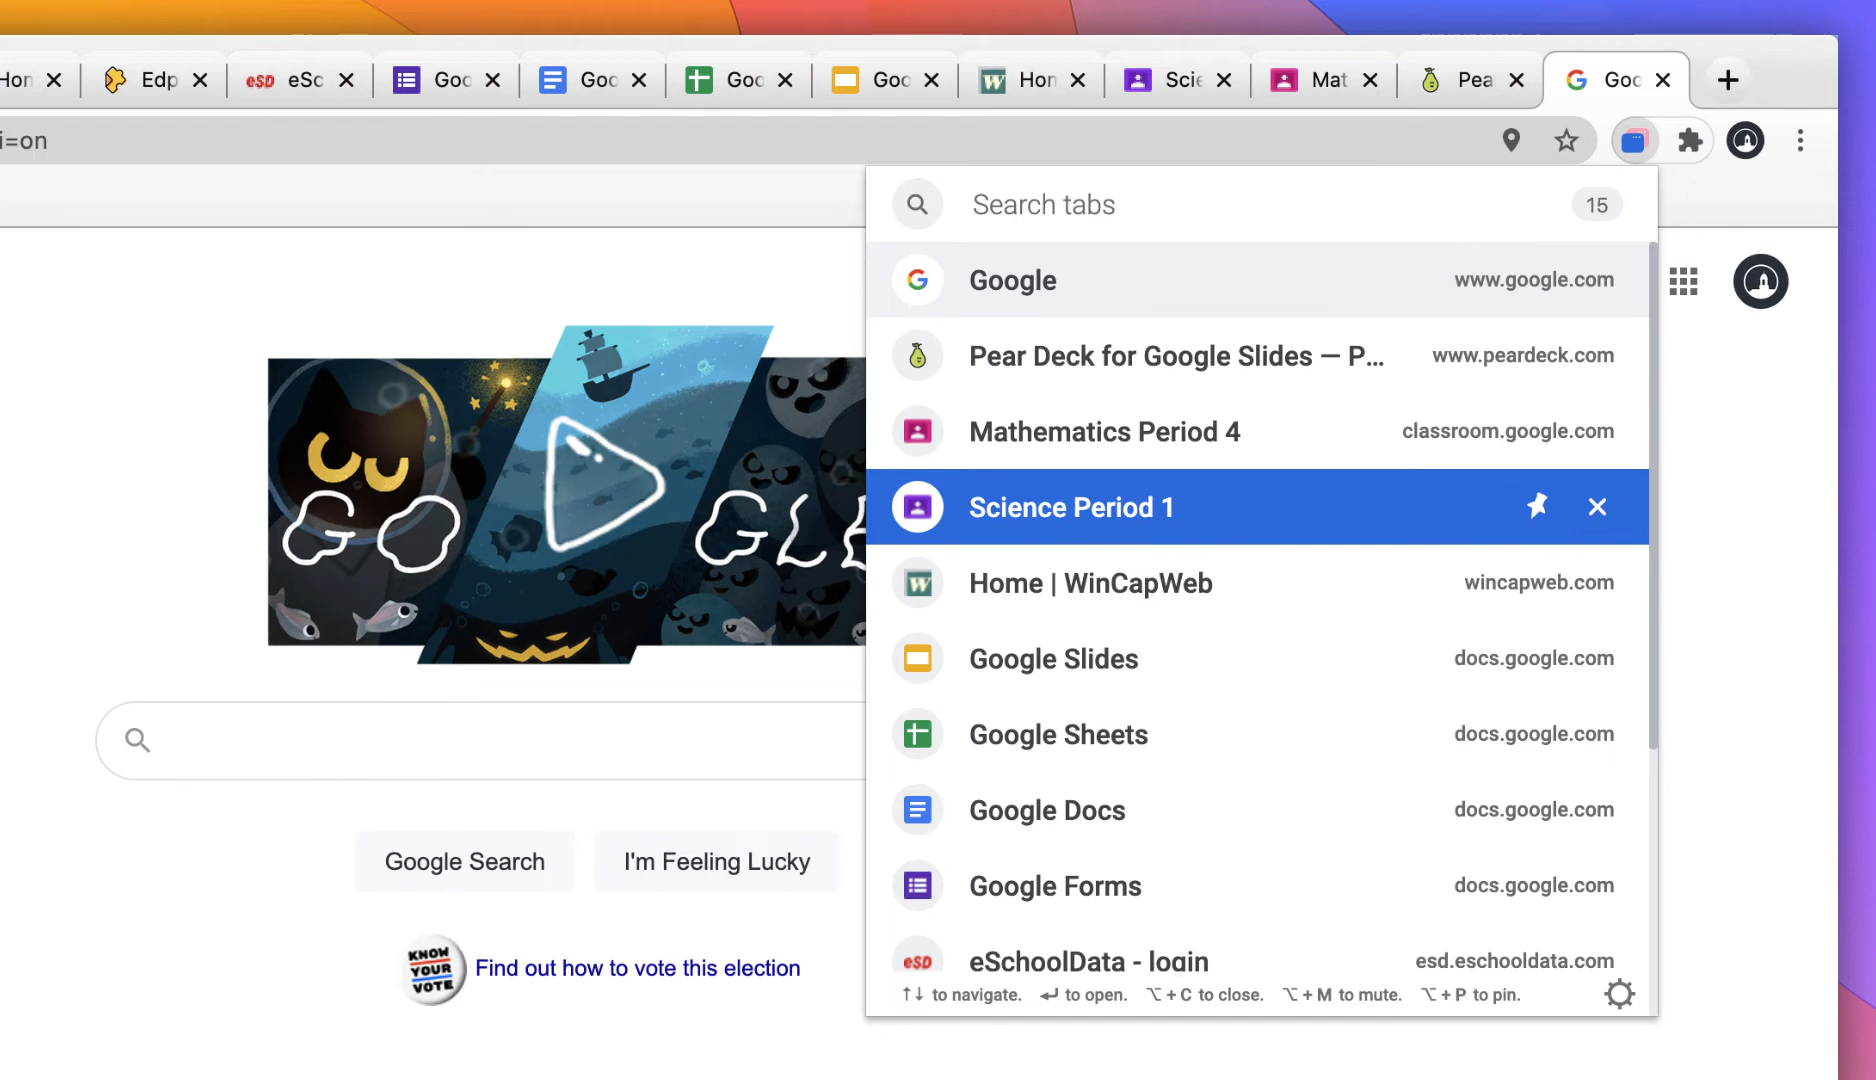 Hon Edp eSD eSc Goo Goo Goo Goo W Hon Scie Mat Pea G Goo
i=on
Search tabs 15
G Google www.google.com
Pear Deck for Google Slides — P... www.peardeck.com
Mathematics Period 4 classroom.google.com
Science Period 1
W Home | WinCapWeb wincapweb.com
Google Slides docs.google.com
Google Sheets docs.google.com
Google Docs docs.google.com
Google Forms docs.google.com
eSD eSchoolData - login esd.eschooldata.com
↑↓ to navigate. ↵ to open. ⌥ + C to close. ⌥ + M to mute. ⌥ + P to pin.
GO GLE
Google Search I'm Feeling Lucky
KNOW
YOUR
VOTE
Find out how to vote this election